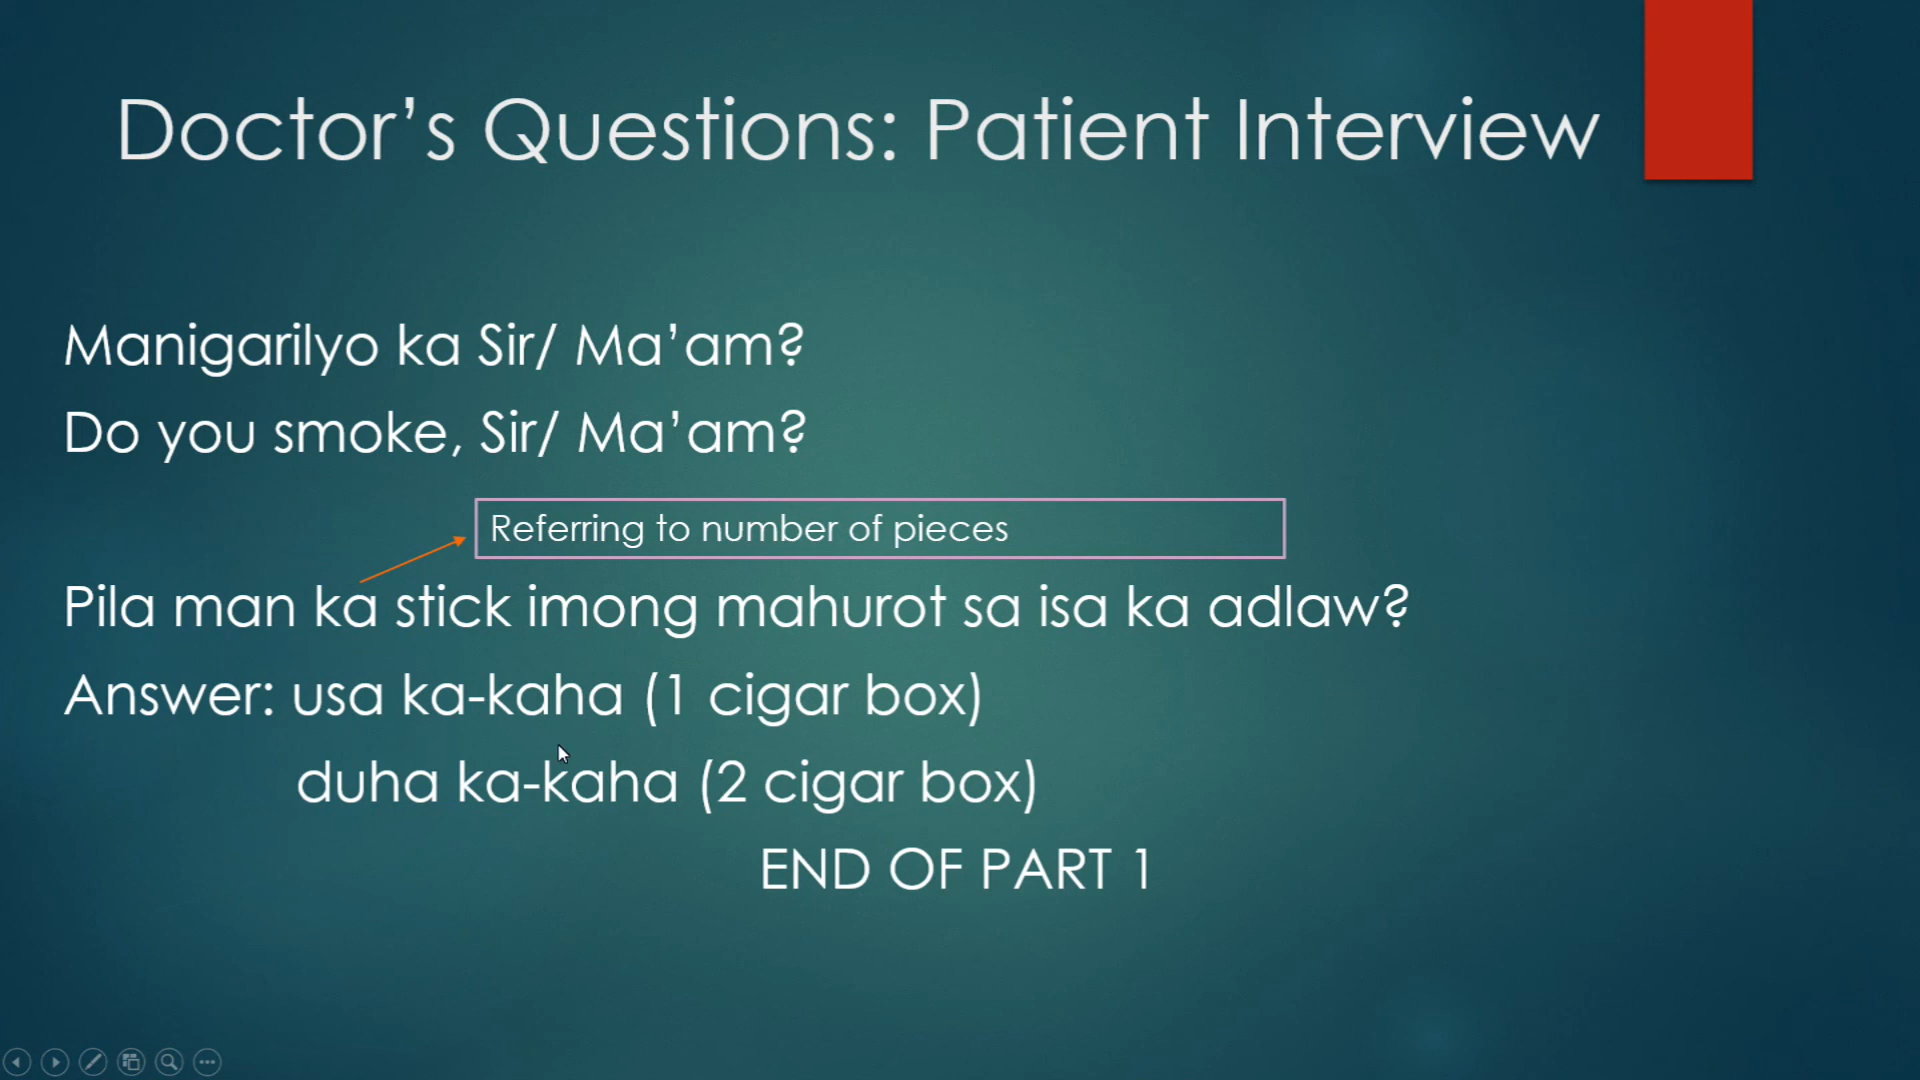 Doctor’s Questions: Patient Interview
Manigarilyo ka Sir/ Ma’am?
Do you smoke, Sir/ Ma’am?
Referring to number of pieces
Pila man ka stick imong mahurot sa isa ka adlaw?
Answer: usa ka-kaha (1 cigar box)
duha ka-kaha (2 cigar box)
END OF PART 1